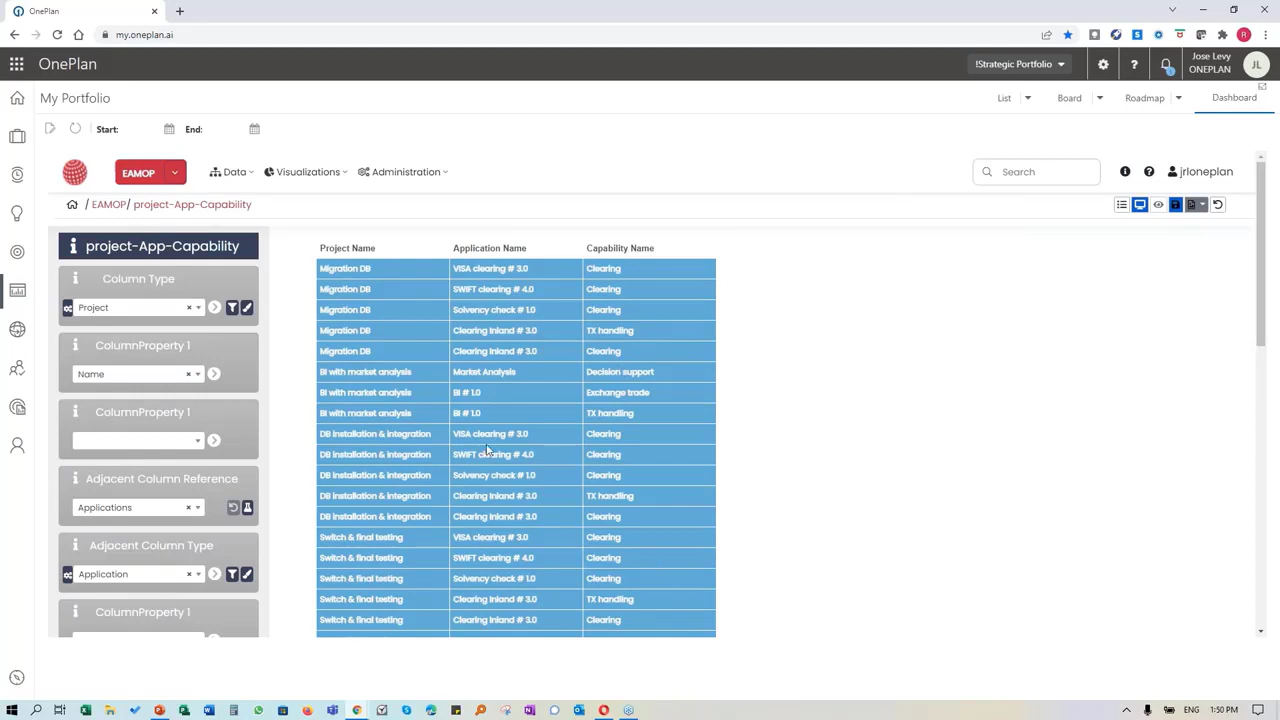 OnePlan
my.oneplan.ai
R
OnePlan
!Strategic Portfolio
?
Jose Levy
ONEPLAN
JL
My Portfolio
List
Board
Roadmap
Dashboard
Start:
End:
EAMOP
Data
Visualizations
Administration
Search
jrloneplan
/ EAMOP/ project-App-Capability
project-App-Capability
Column Type
Project
ColumnProperty 1
Name
ColumnProperty 1
Adjacent Column Reference
Applications
Adjacent Column Type
Application
ColumnProperty 1
Project Name Application Name Capability Name
Migration DB VISA clearing # 3.0 Clearing
Migration DB SWIFT clearing # 4.0 Clearing
Migration DB Solvency check # 1.0 Clearing
Migration DB Clearing Inland # 3.0 TX handling
Migration DB Clearing Inland # 3.0 Clearing
BI with market analysis Market Analysis Decision support
BI with market analysis BI # 1.0 Exchange trade
BI with market analysis BI # 1.0 TX handling
DB installation & integration VISA clearing # 3.0 Clearing
DB installation & integration SWIFT clearing # 4.0 Clearing
DB installation & integration Solvency check # 1.0 Clearing
DB installation & integration Clearing Inland # 3.0 TX handling
DB installation & integration Clearing Inland # 3.0 Clearing
Switch & final testing VISA clearing # 3.0 Clearing
Switch & final testing SWIFT clearing # 4.0 Clearing
Switch & final testing Solvency check # 1.0 Clearing
Switch & final testing Clearing Inland # 3.0 TX handling
Switch & final testing Clearing Inland # 3.0 Clearing
ENG 1:50 PM